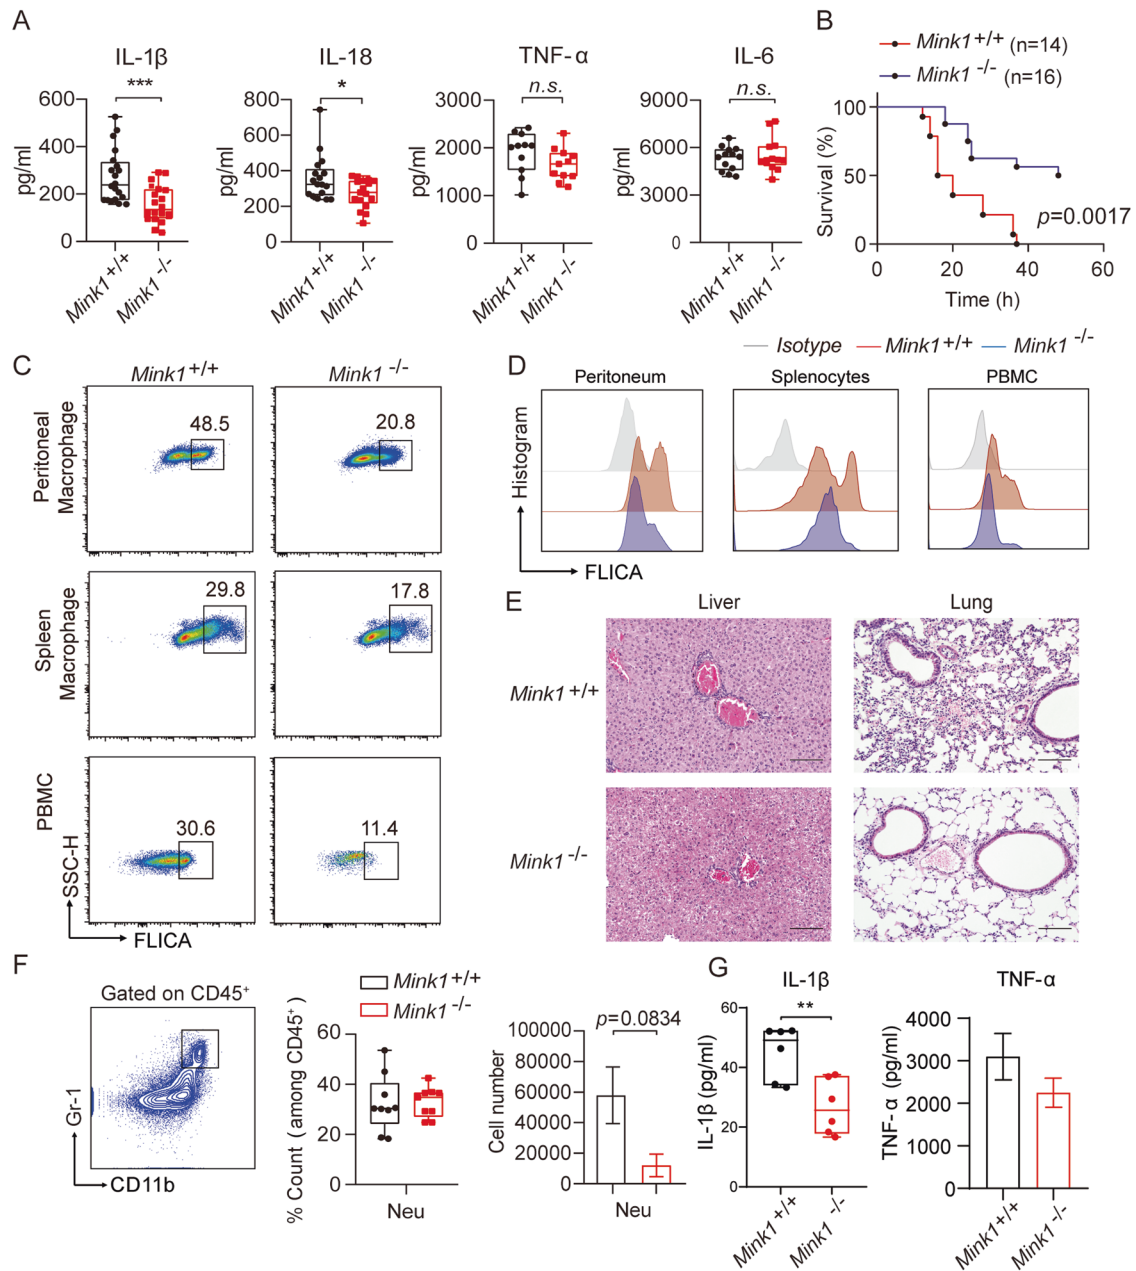 A
IL-1β
***
pg/ml
600
400
200
0
Mink1 +/+
Mink1 -/-
IL-18
*
pg/ml
800
600
400
200
0
Mink1 +/+
Mink1 -/-
TNF-α
n.s.
pg/ml
3000
2000
1000
0
Mink1 +/+
Mink1 -/-
IL-6
n.s.
pg/ml
9000
6000
3000
0
Mink1 +/+
Mink1 -/-
B
Mink1 +/+ (n=14)
Mink1 -/- (n=16)
Survival (%)
100
50
0
p=0.0017
0 20 40 60
Time (h)
C
Mink1 +/+
Mink1 -/-
Peritoneal
Macrophage
48.5
20.8
Spleen
Macrophage
29.8
17.8
PBMC
30.6
11.4
SSC-H
FLICA
D
Isotype
Mink1 +/+
Mink1 -/-
Peritoneum
Splenocytes
PBMC
Histogram
FLICA
E
Liver
Lung
Mink1 +/+
Mink1 -/-
F
Gated on CD45+
Gr-1
CD11b
Mink1 +/+
Mink1 -/-
% Count (among CD45+)
60
40
20
0
Neu
Cell number
100000
80000
60000
40000
20000
0
p=0.0834
Neu
G
IL-1β
**
IL-1β (pg/ml)
60
40
20
0
Mink1 +/+
Mink1 -/-
TNF-α
TNF-α (pg/ml)
4000
3000
2000
1000
0
Mink1 +/+
Mink1 -/-